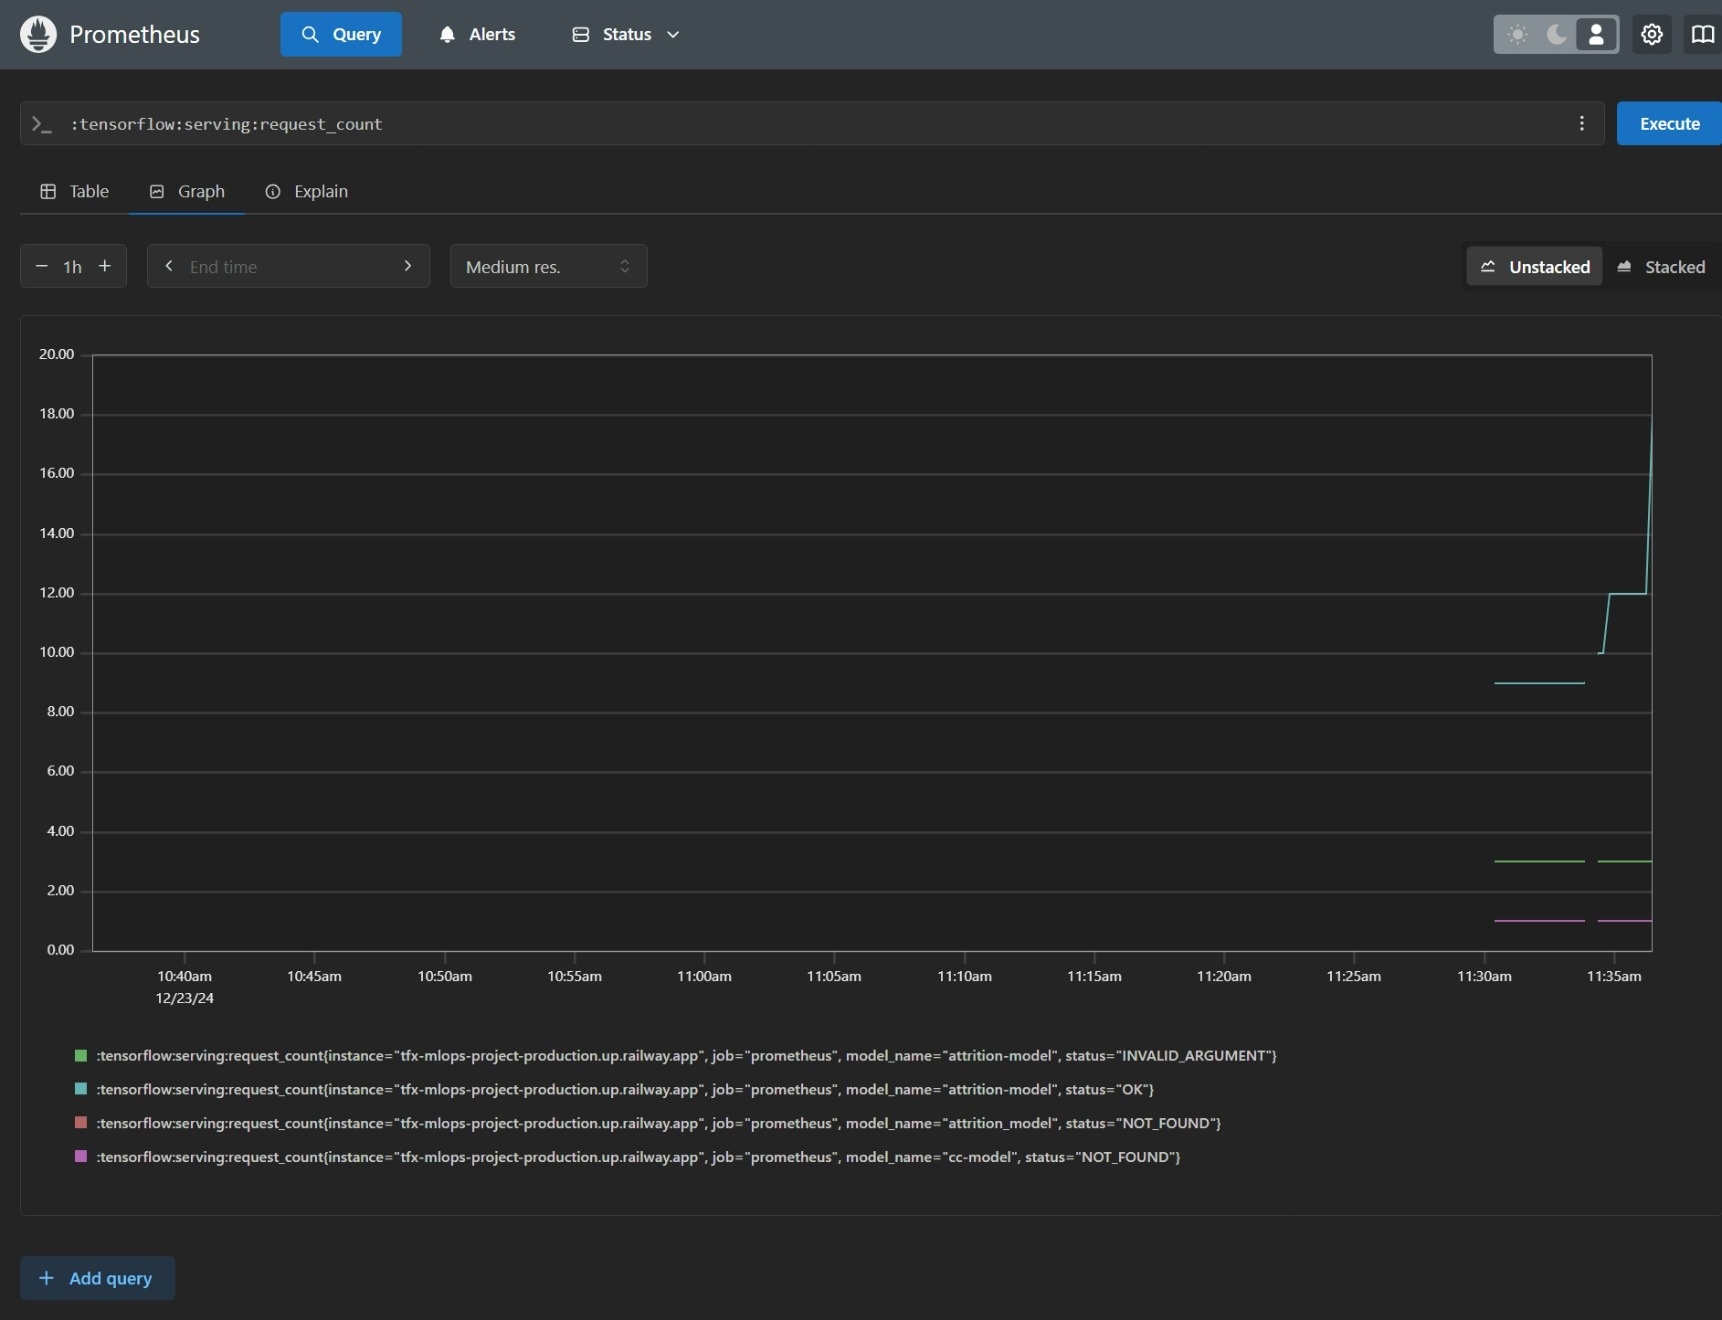 Prometheus
Query
Alerts
Status
:tensorflow:serving:request_count
Execute
Table
Graph
Explain
1h
End time
Medium res.
Unstacked
Stacked
20.00
18.00
16.00
14.00
12.00
10.00
8.00
6.00
4.00
2.00
0.00
10:40am
10:45am
10:50am
10:55am
11:00am
11:05am
11:10am
11:15am
11:20am
11:25am
11:30am
11:35am
12/23/24
:tensorflow:serving:request_count{instance="tfx-mlops-project-production.up.railway.app", job="prometheus", model_name="attrition-model", status="INVALID_ARGUMENT"}
:tensorflow:serving:request_count{instance="tfx-mlops-project-production.up.railway.app", job="prometheus", model_name="attrition-model", status="OK"}
:tensorflow:serving:request_count{instance="tfx-mlops-project-production.up.railway.app", job="prometheus", model_name="attrition_model", status="NOT_FOUND"}
:tensorflow:serving:request_count{instance="tfx-mlops-project-production.up.railway.app", job="prometheus", model_name="cc-model", status="NOT_FOUND"}
Add query